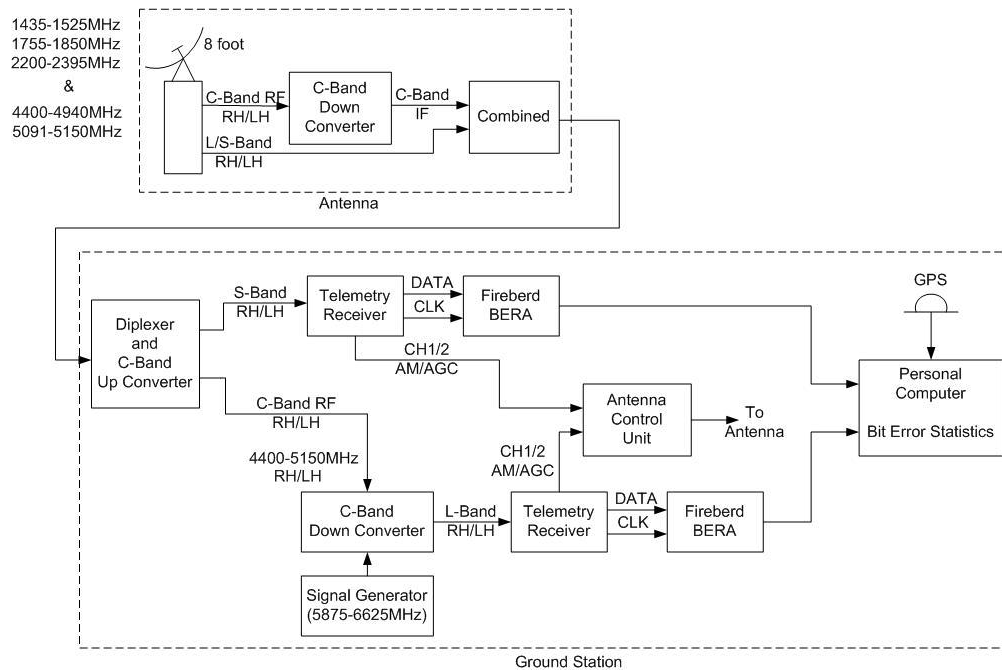 1435-1525MHz
1755-1850MHz
2200-2395MHz
&
4400-4940MHz
5091-5150MHz
8 foot
C-Band RF
RH/LH
L/S-Band
RH/LH
C-Band
Down
Converter
C-Band
IF
Combined
Antenna
Diplexer
and
C-Band
Up Converter
S-Band
RH/LH
Telemetry
Receiver
DATA
CLK
Fireberd
BERA
CH1/2
AM/AGC
GPS
Personal
Computer
Bit Error Statistics
Antenna
Control
Unit
To
Antenna
C-Band RF
RH/LH
4400-5150MHz
RH/LH
C-Band
Down Converter
L-Band
RH/LH
CH1/2
AM/AGC
Telemetry
Receiver
DATA
CLK
Fireberd
BERA
Signal Generator
(5875-6625MHz)
Ground Station